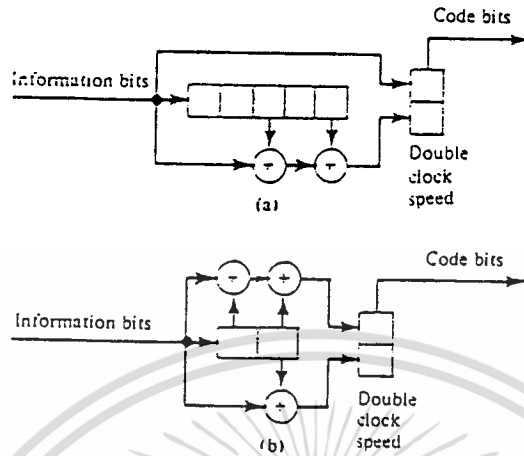 Code bits
Information bits
Double
clock
speed
(a)
Code bits
Information bits
+
+
Double
clock
speed
(b)